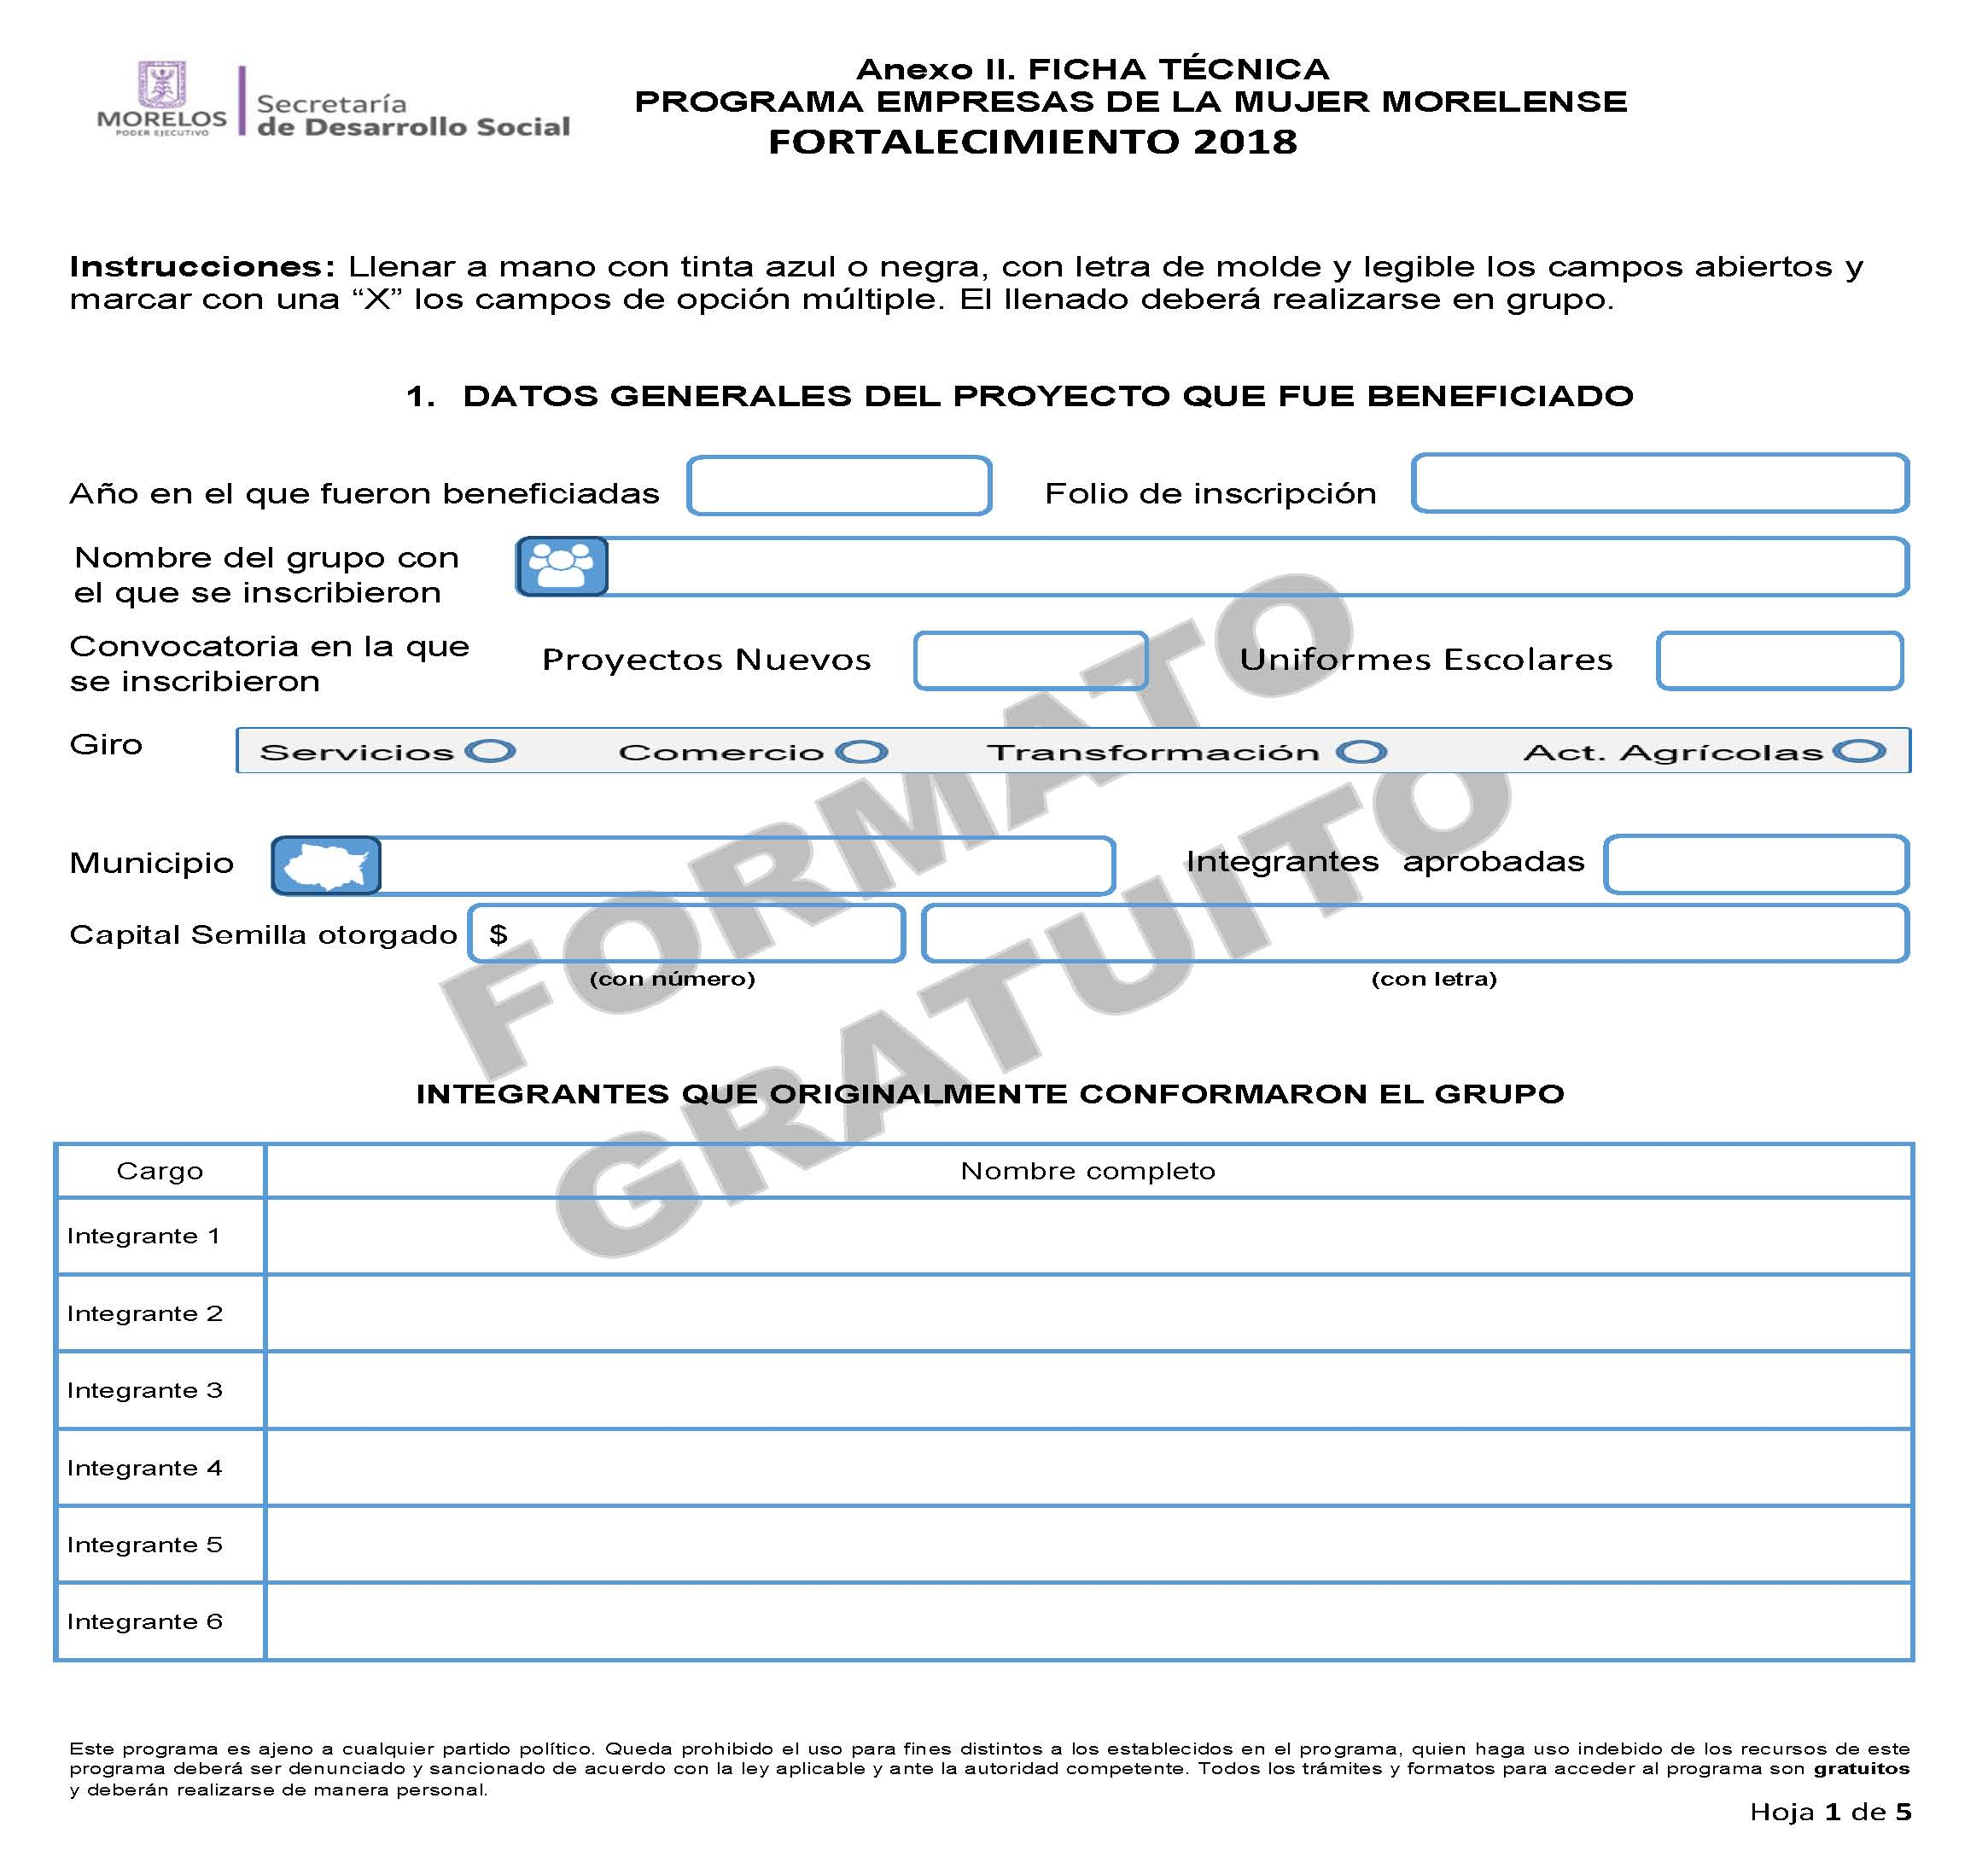 MORELOS
PODER EJECUTIVO
Secretaría
de Desarrollo Social
Anexo II. FICHA TÉCNICA
PROGRAMA EMPRESAS DE LA MUJER MORELENSE
FORTALECIMIENTO 2018
Instrucciones: Llenar a mano con tinta azul o negra, con letra de molde y legible los campos abiertos y
marcar con una “X” los campos de opción múltiple. El llenado deberá realizarse en grupo.
1. DATOS GENERALES DEL PROYECTO QUE FUE BENEFICIADO
Año en el que fueron beneficiadas
Folio de inscripción
Nombre del grupo con
el que se inscribieron
Convocatoria en la que
se inscribieron
Proyectos Nuevos
Uniformes Escolares
Giro
Servicios
Comercio
Transformación
Act. Agrícolas
Municipio
Integrantes aprobadas
Capital Semilla otorgado
$
(con número)
(con letra)
FORMATO
GRATUITO
INTEGRANTES QUE ORIGINALMENTE CONFORMARON EL GRUPO
Cargo
Nombre completo
Integrante 1
Integrante 2
Integrante 3
Integrante 4
Integrante 5
Integrante 6
Este programa es ajeno a cualquier partido político. Queda prohibido el uso para fines distintos a los establecidos en el programa, quien haga uso indebido de los recursos de este
programa deberá ser denunciado y sancionado de acuerdo con la ley aplicable y ante la autoridad competente. Todos los trámites y formatos para acceder al programa son gratuitos
y deberán realizarse de manera personal.
Hoja 1 de 5